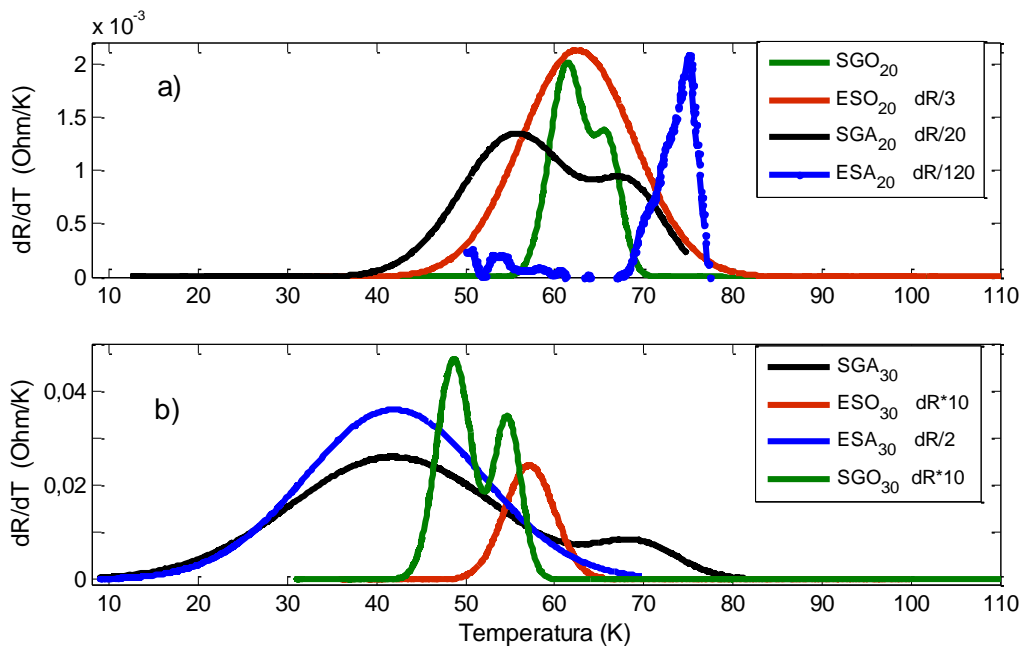 x 10⁻³
a)
dR/dT (Ohm/K)
2
1.5
1
0.5
0
SGO₂₀
ESO₂₀ dR/3
SGA₂₀ dR/20
ESA₂₀ dR/120
10 20 30 40 50 60 70 80 90 100 110
b)
dR/dT (Ohm/K)
0,04
0,02
0
SGA₃₀
ESO₃₀ dR*10
ESA₃₀ dR/2
SGO₃₀ dR*10
10 20 30 40 50 60 70 80 90 100 110
Temperatura (K)